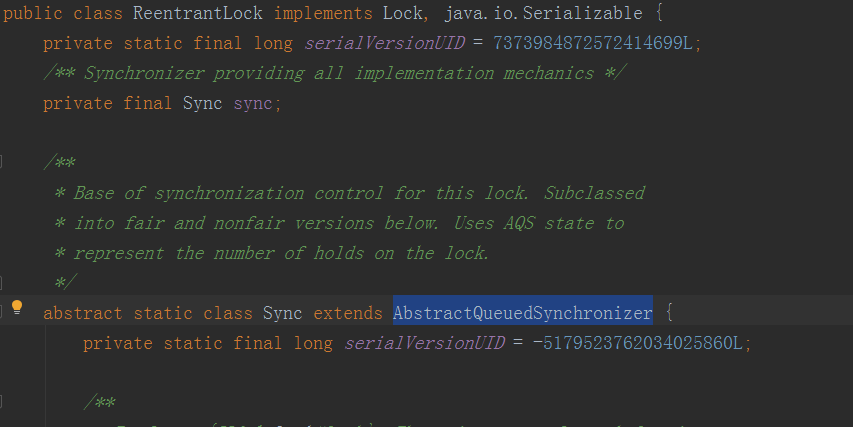 public class ReentrantLock implements Lock, java.io.Serializable {
private static final long serialVersionUID = 7373984872572414699L;
/** Synchronizer providing all implementation mechanics */
private final Sync sync;
/**
* Base of synchronization control for this lock. Subclassed
* into fair and nonfair versions below. Uses AQS state to
* represent the number of holds on the lock.
*/
abstract static class Sync extends AbstractQueuedSynchronizer {
private static final long serialVersionUID = -5179523762034025860L;
/**